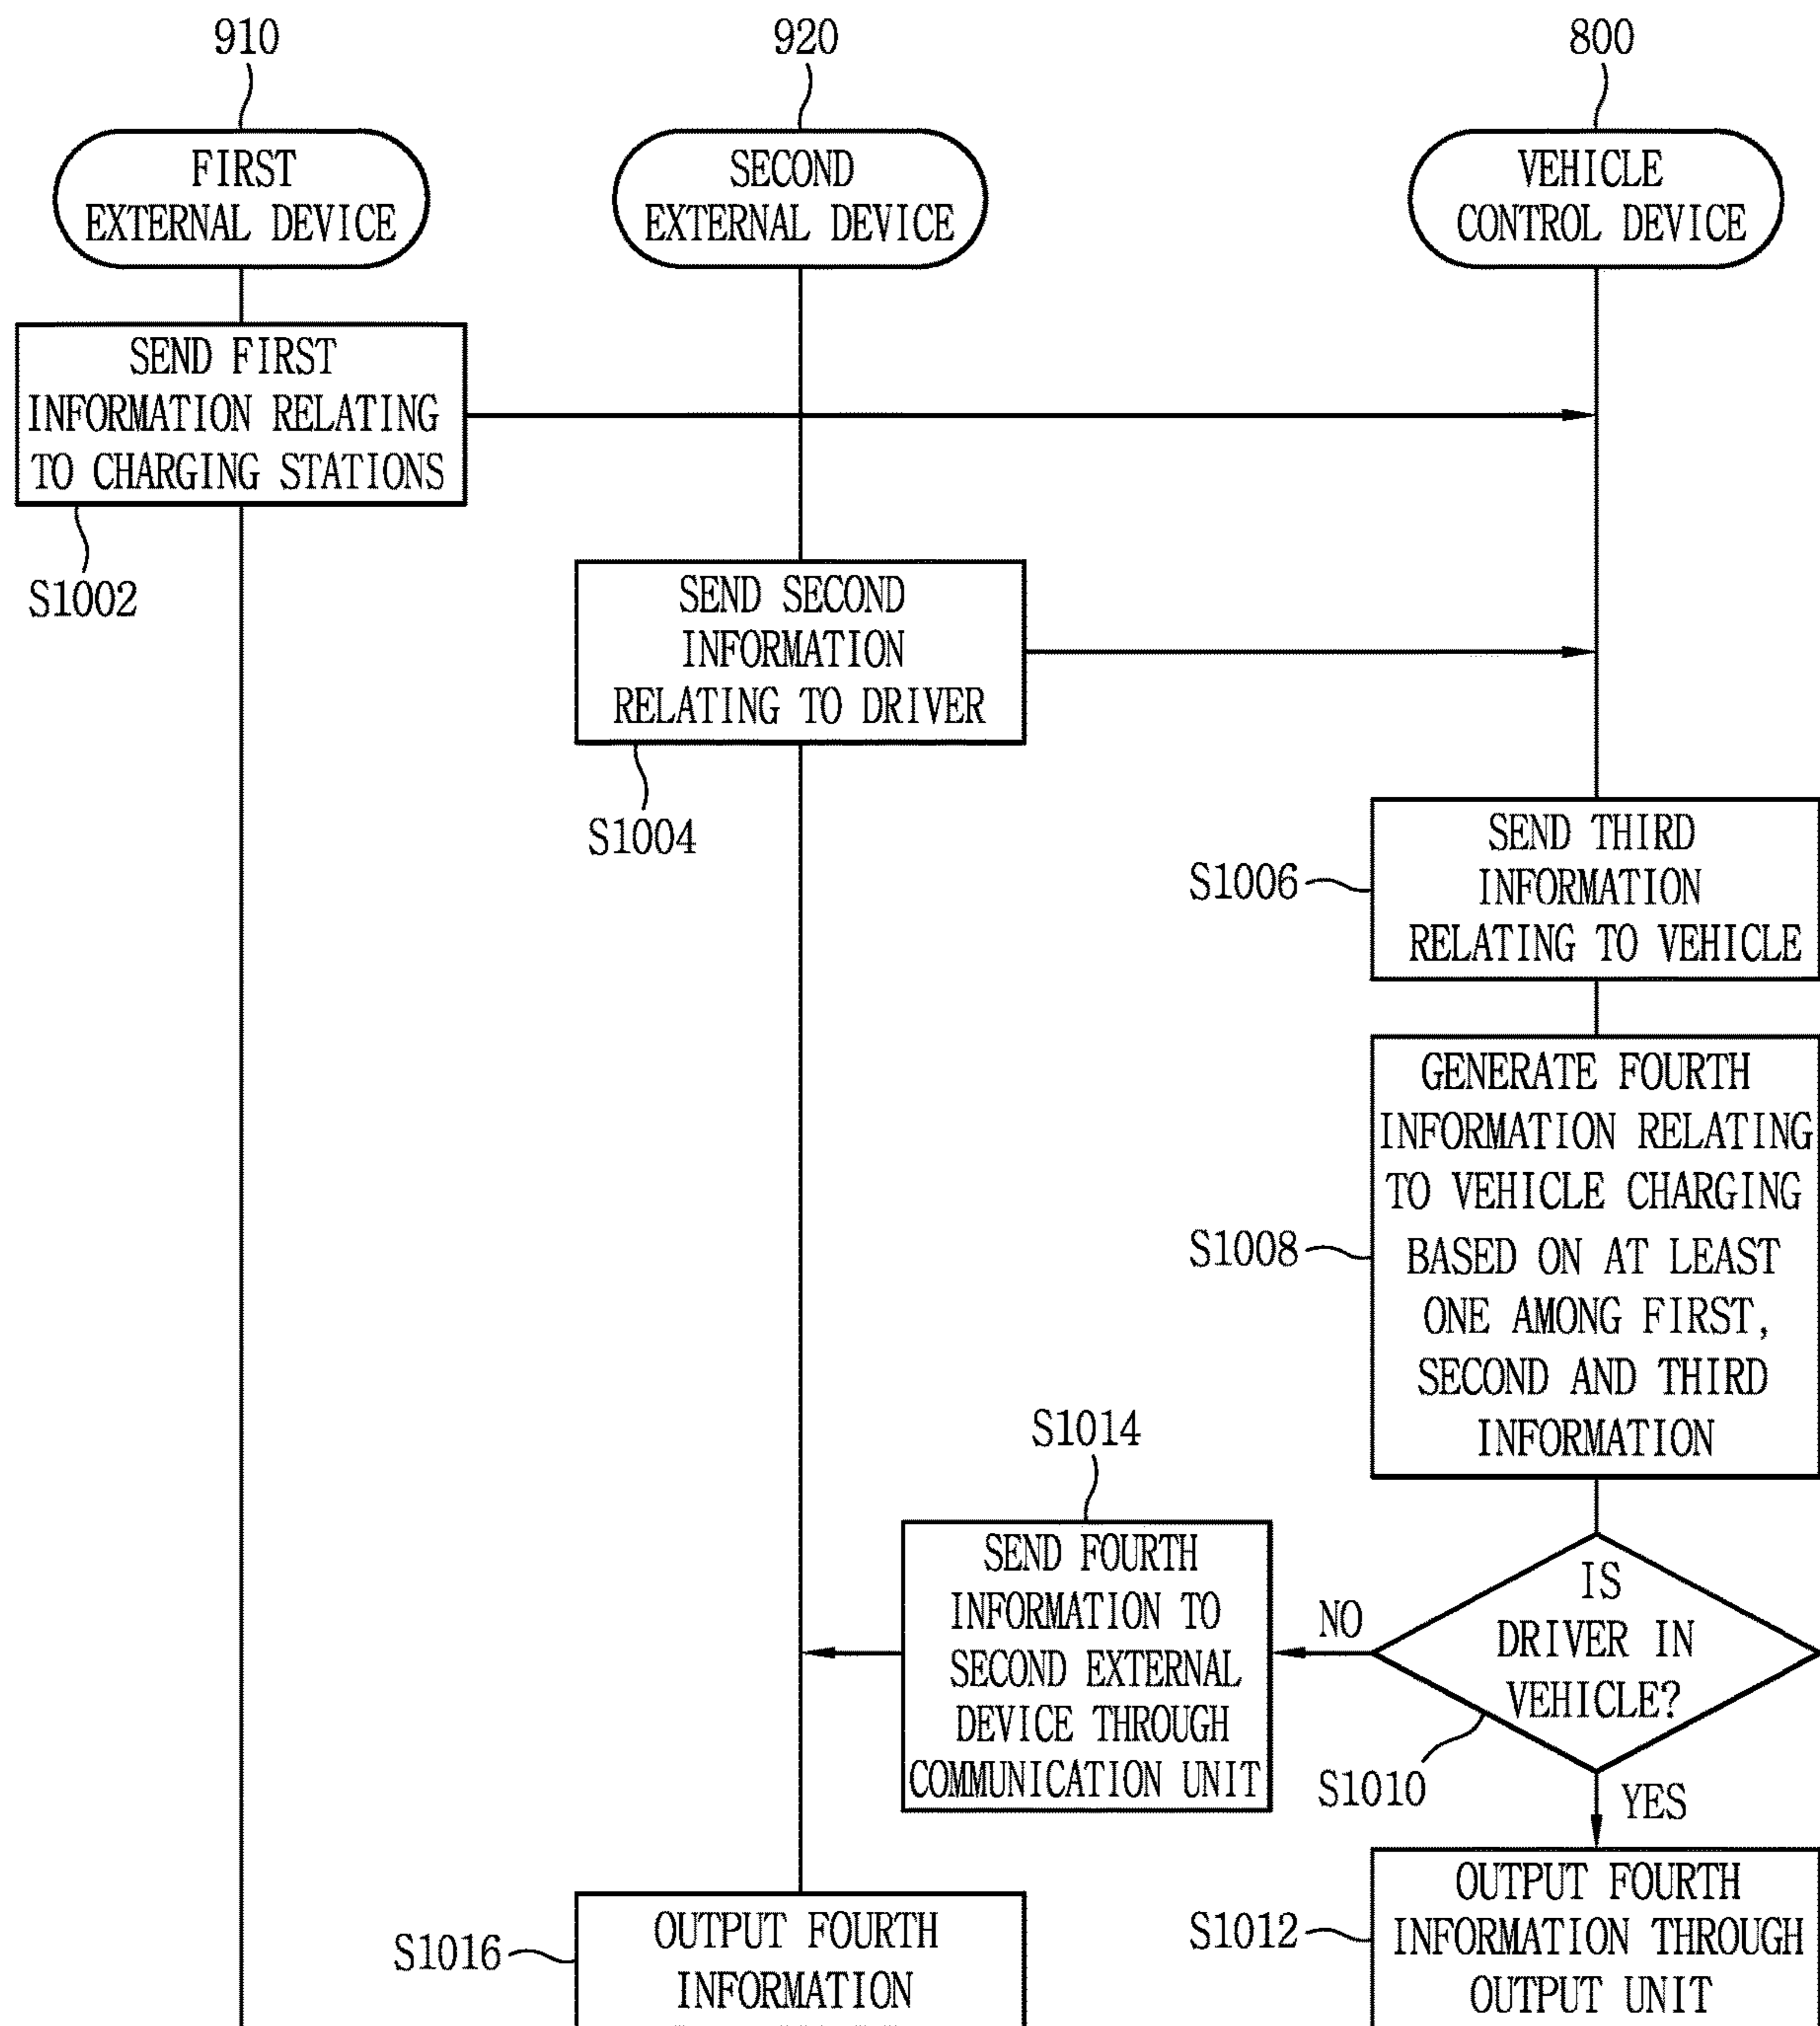 910
920
800
FIRST
EXTERNAL DEVICE
SECOND
EXTERNAL DEVICE
VEHICLE
CONTROL DEVICE
SEND FIRST
INFORMATION RELATING
TO CHARGING STATIONS
S1002
SEND SECOND
INFORMATION
RELATING TO DRIVER
S1004
SEND THIRD
INFORMATION
RELATING TO VEHICLE
S1006
GENERATE FOURTH
INFORMATION RELATING
TO VEHICLE CHARGING
BASED ON AT LEAST
ONE AMONG FIRST,
SECOND AND THIRD
INFORMATION
S1008
S1014
SEND FOURTH
INFORMATION TO
SECOND EXTERNAL
DEVICE THROUGH
COMMUNICATION UNIT
NO
IS
DRIVER IN
VEHICLE?
S1010
YES
S1016
OUTPUT FOURTH
INFORMATION
S1012
OUTPUT FOURTH
INFORMATION THROUGH
OUTPUT UNIT